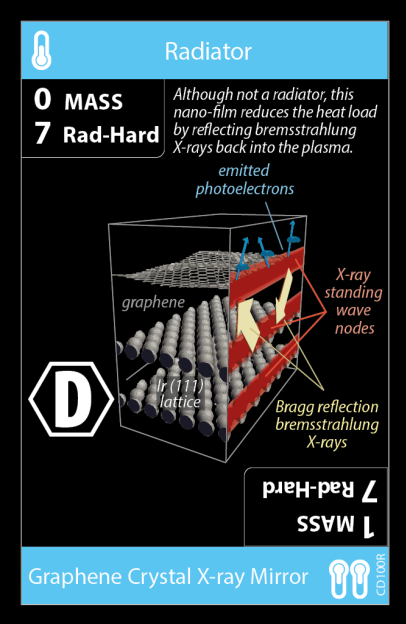 Radiator
0 MASS
7 Rad-Hard
Although not a radiator, this
nano-film reduces the heat load
by reflecting bremsstrahlung
X-rays back into the plasma.
emitted
photoelectrons
X-ray
standing
wave
nodes
graphene
Ir (111)
lattice
D
Bragg reflection
bremsstrahlung
X-rays
1 MASS
7 Rad-Hard
Graphene Crystal X-ray Mirror
CD100R